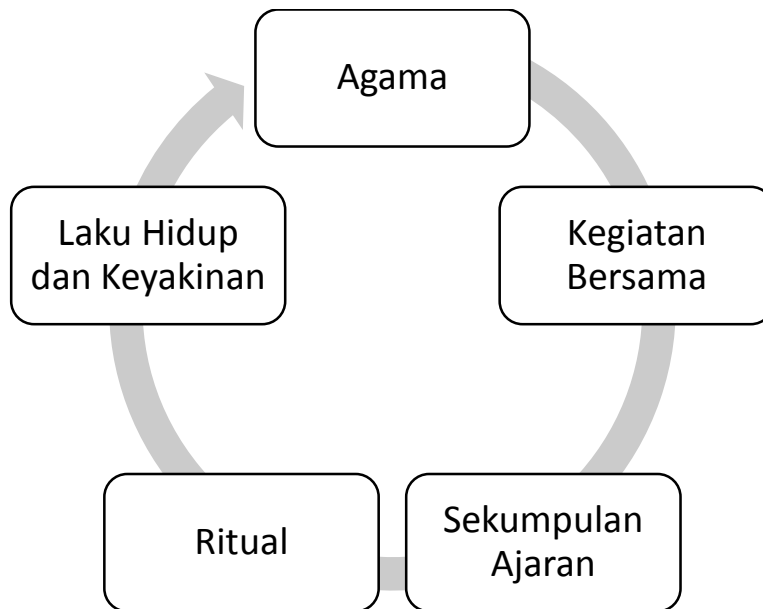 Agama
Kegiatan
Bersama
Sekumpulan
Ajaran
Ritual
Laku Hidup
dan Keyakinan